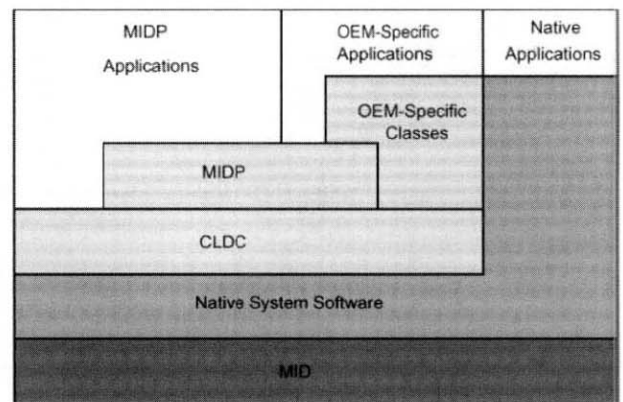 MIDP
Applications
OEM-Specific
Applications
Native
Applications
OEM-Specific
Classes
MIDP
CLDC
Native System Software
MID